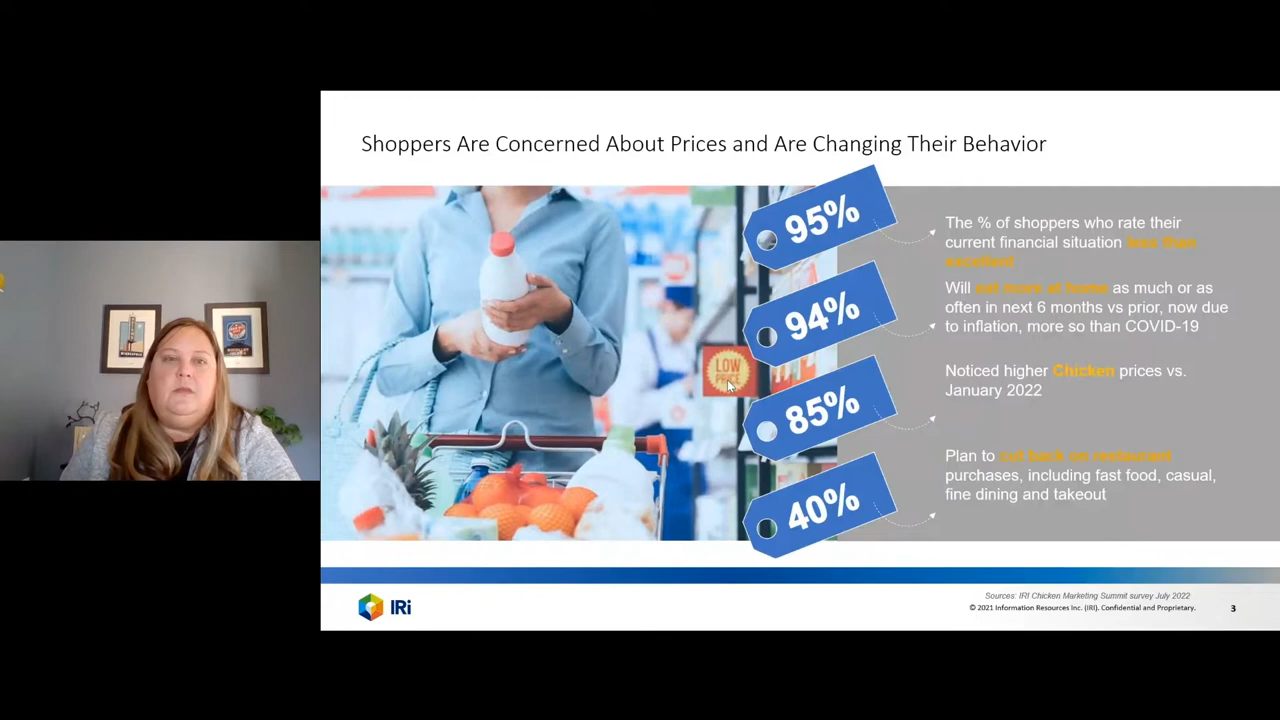 Shoppers Are Concerned About Prices and Are Changing Their Behavior
95%
The % of shoppers who rate their
current financial situation less than
excellent
94%
Will eat more at home as much or as
often in next 6 months vs prior, now due
to inflation, more so than COVID-19
LOW
PRICE
85%
Noticed higher Chicken prices vs.
January 2022
40%
Plan to cut back on restaurant
purchases, including fast food, casual,
fine dining and takeout
IRi
Sources: IRI Chicken Marketing Summit survey July 2022
© 2021 Information Resources Inc. (IRI). Confidential and Proprietary.
3